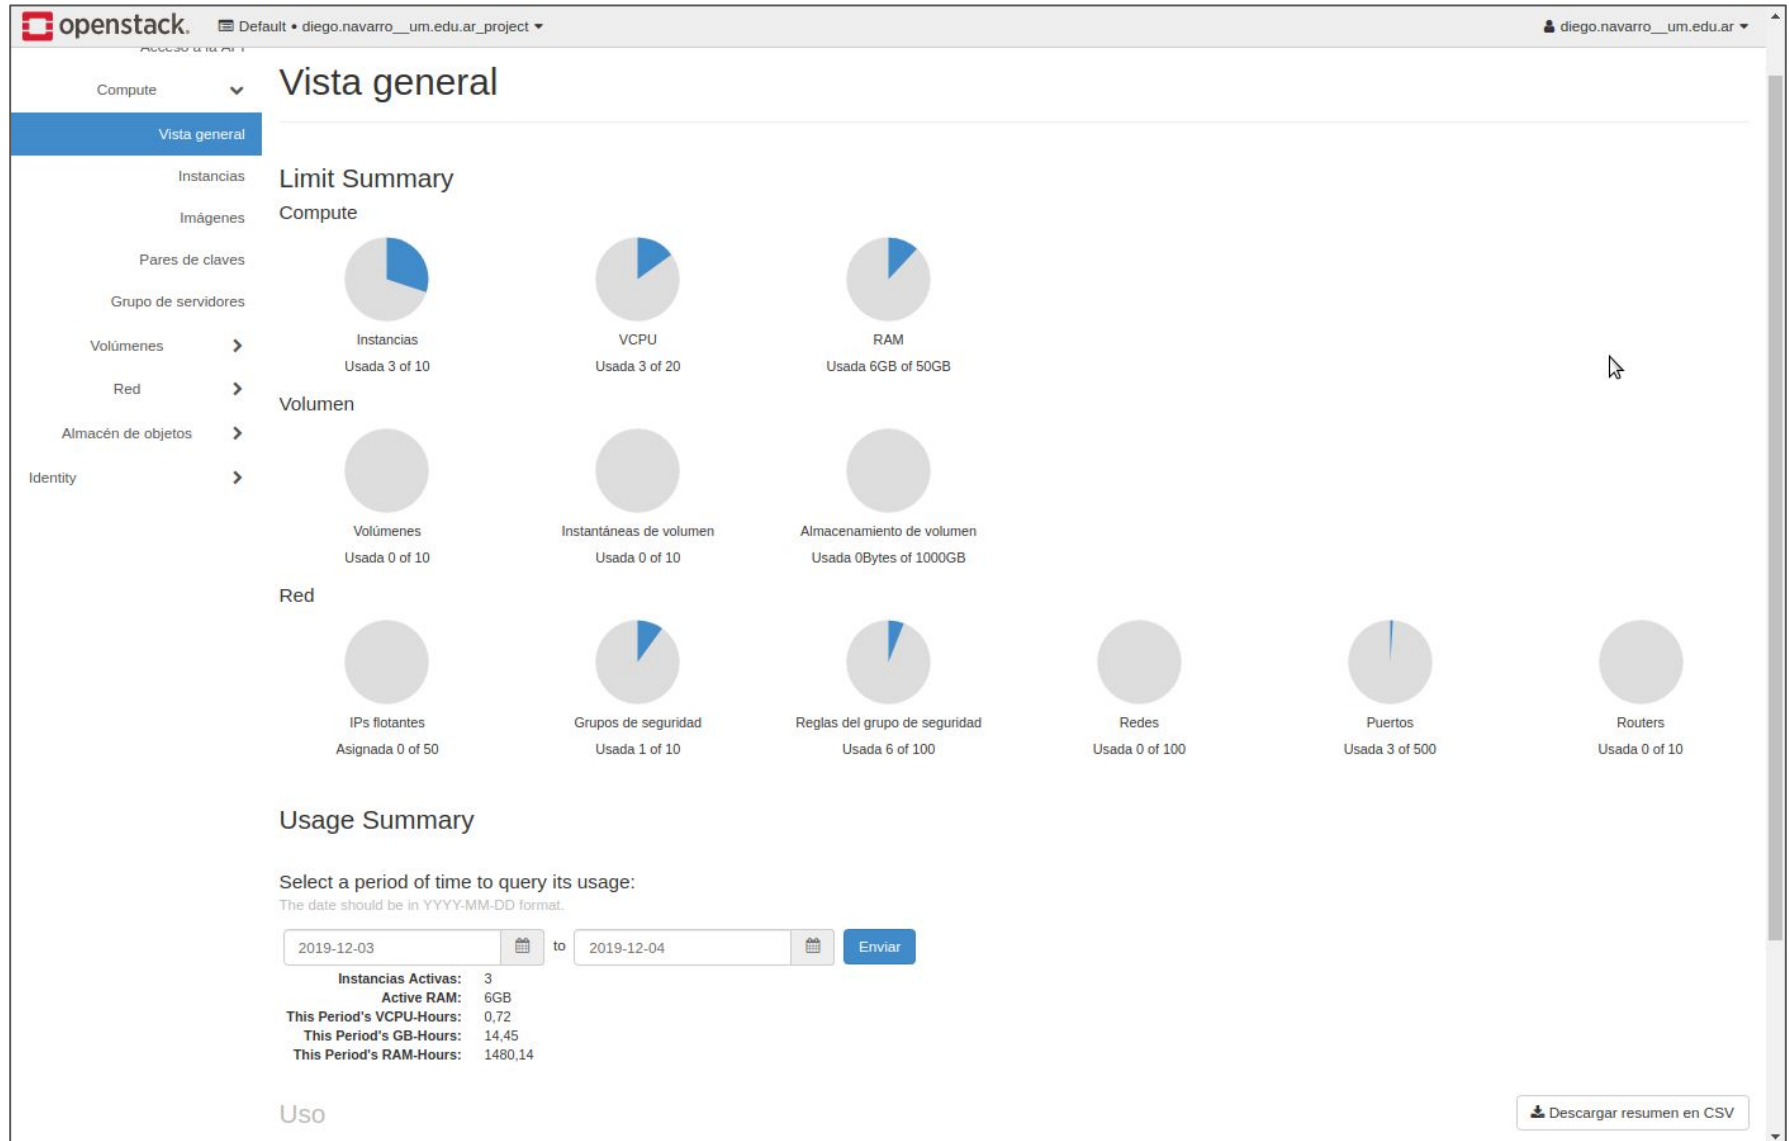 openstack. Default • diego.navarro__um.edu.ar_project diego.navarro__um.edu.ar
Acceso a la API
Compute
Vista general
Instancias
Imágenes
Pares de claves
Grupo de servidores
Volúmenes
Red
Almacén de objetos
Identity
Vista general
Limit Summary
Compute
Instancias VCPU RAM
Usada 3 of 10 Usada 3 of 20 Usada 6GB of 50GB
Volumen
Volúmenes Instantáneas de volumen Almacenamiento de volumen
Usada 0 of 10 Usada 0 of 10 Usada 0Bytes of 1000GB
Red
IPs flotantes Grupos de seguridad Reglas del grupo de seguridad Redes Puertos Routers
Asignada 0 of 50 Usada 1 of 10 Usada 6 of 100 Usada 0 of 100 Usada 3 of 500 Usada 0 of 10
Usage Summary
Select a period of time to query its usage:
The date should be in YYYY-MM-DD format.
2019-12-03 to 2019-12-04 Enviar
Instancias Activas: 3
Active RAM: 6GB
This Period's VCPU-Hours: 0,72
This Period's GB-Hours: 14,45
This Period's RAM-Hours: 1480,14
Uso Descargar resumen en CSV